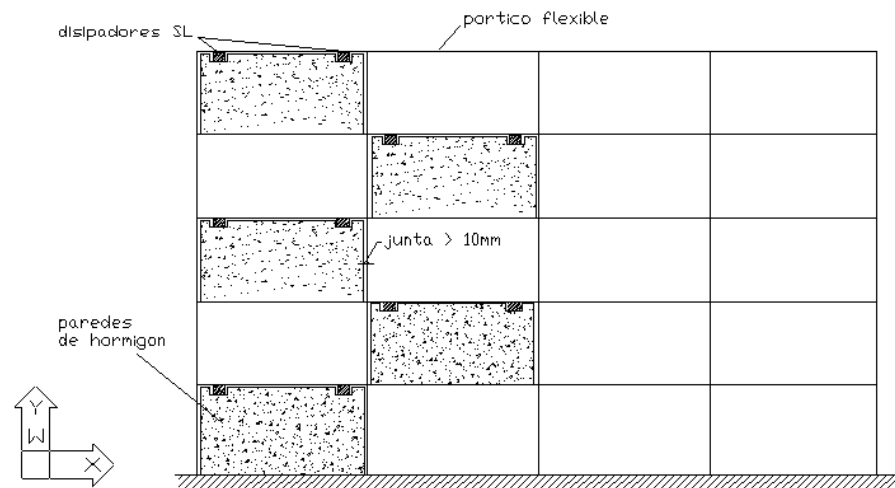 portico flexible
disipadores SL
junta > 10mm
paredes
de hormigon
Y
W
X